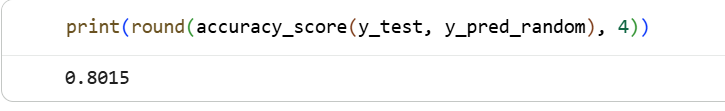 print(round(accuracy_score(y_test, y_pred_random), 4))
0.8015